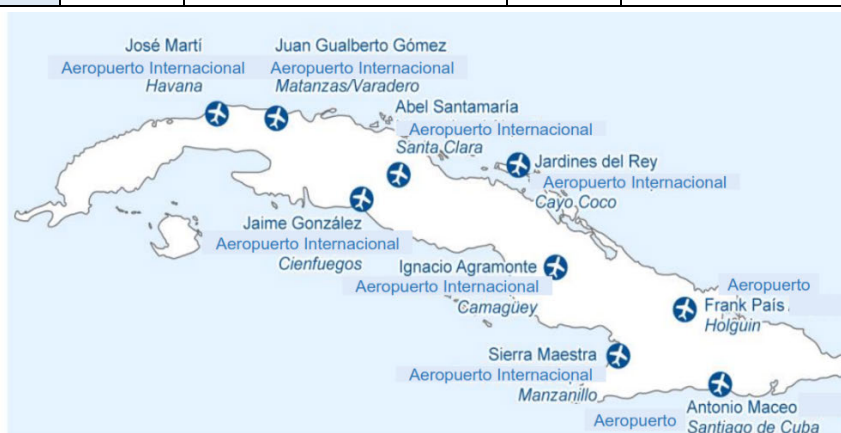 José Martí
Aeropuerto Internacional
Havana
Juan Gualberto Gómez
Aeropuerto Internacional
Matanzas/Varadero
Abel Santamaría
Aeropuerto Internacional
Santa Clara
Jardines del Rey
Aeropuerto Internacional
Cayo Coco
Jaime González
Aeropuerto Internacional
Cienfuegos
Ignacio Agramonte
Aeropuerto Internacional
Camagüey
Aeropuerto
Frank País
Holguin
Sierra Maestra
Aeropuerto Internacional
Manzanillo
Aeropuerto
Antonio Maceo
Santiago de Cuba